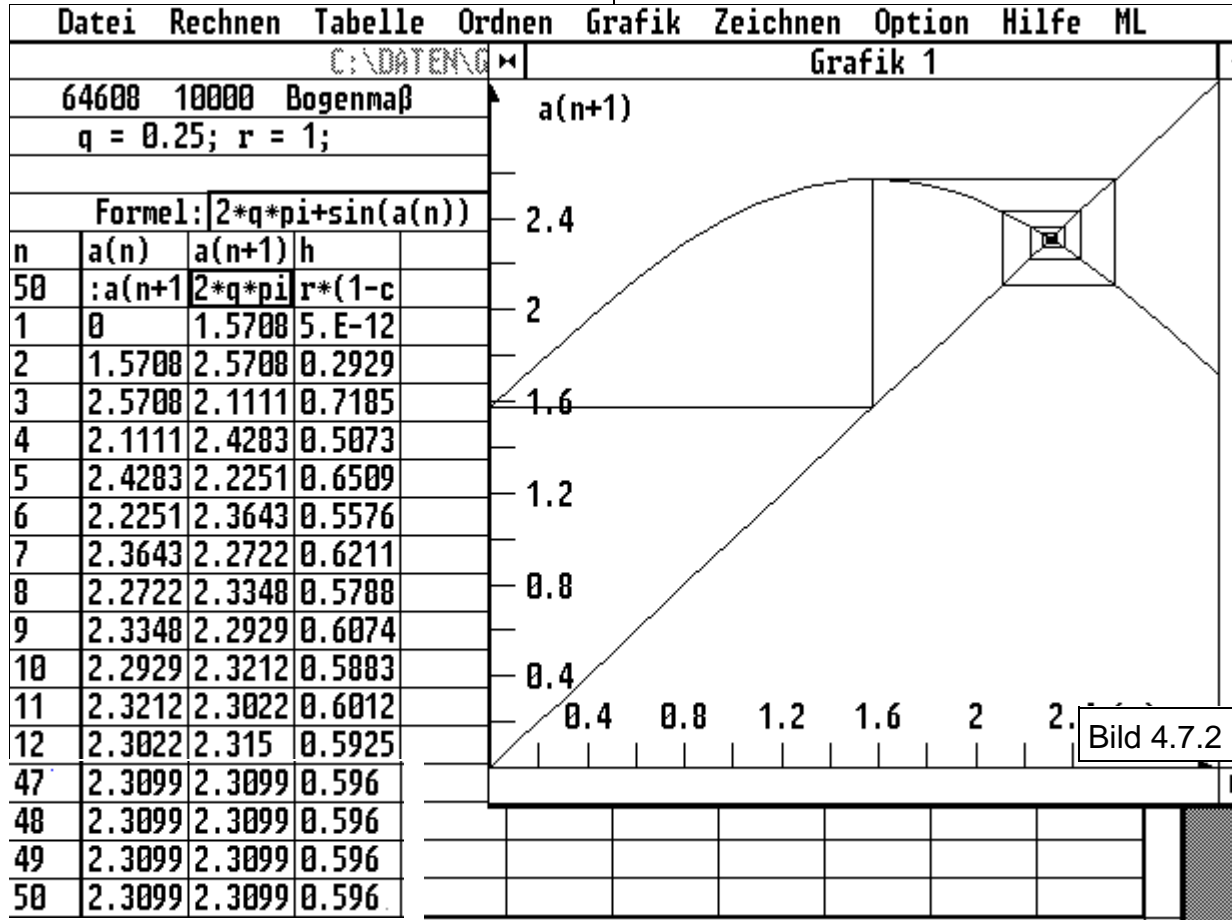 Datei Rechnen Tabelle Ordnen Grafik Zeichnen Option Hilfe ML
C:\DATEN\G Grafik 1
64608 10000 Bogenmaß
q = 0.25; r = 1;
Formel: 2*q*pi+sin(a(n))
n a(n) a(n+1) h
50 :a(n+1 2*q*pi r*(1-c
1 0 1.5708 5.E-12
2 1.5708 2.5708 0.2929
3 2.5708 2.1111 0.7185
4 2.1111 2.4283 0.5073
5 2.4283 2.2251 0.6509
6 2.2251 2.3643 0.5576
7 2.3643 2.2722 0.6211
8 2.2722 2.3348 0.5788
9 2.3348 2.2929 0.6074
10 2.2929 2.3212 0.5883
11 2.3212 2.3022 0.6012
12 2.3022 2.315 0.5925
47 2.3099 2.3099 0.596
48 2.3099 2.3099 0.596
49 2.3099 2.3099 0.596
50 2.3099 2.3099 0.596
a(n+1)
2.4
2
1.6
1.2
0.8
0.4
0.4 0.8 1.2 1.6 2
Bild 4.7.2